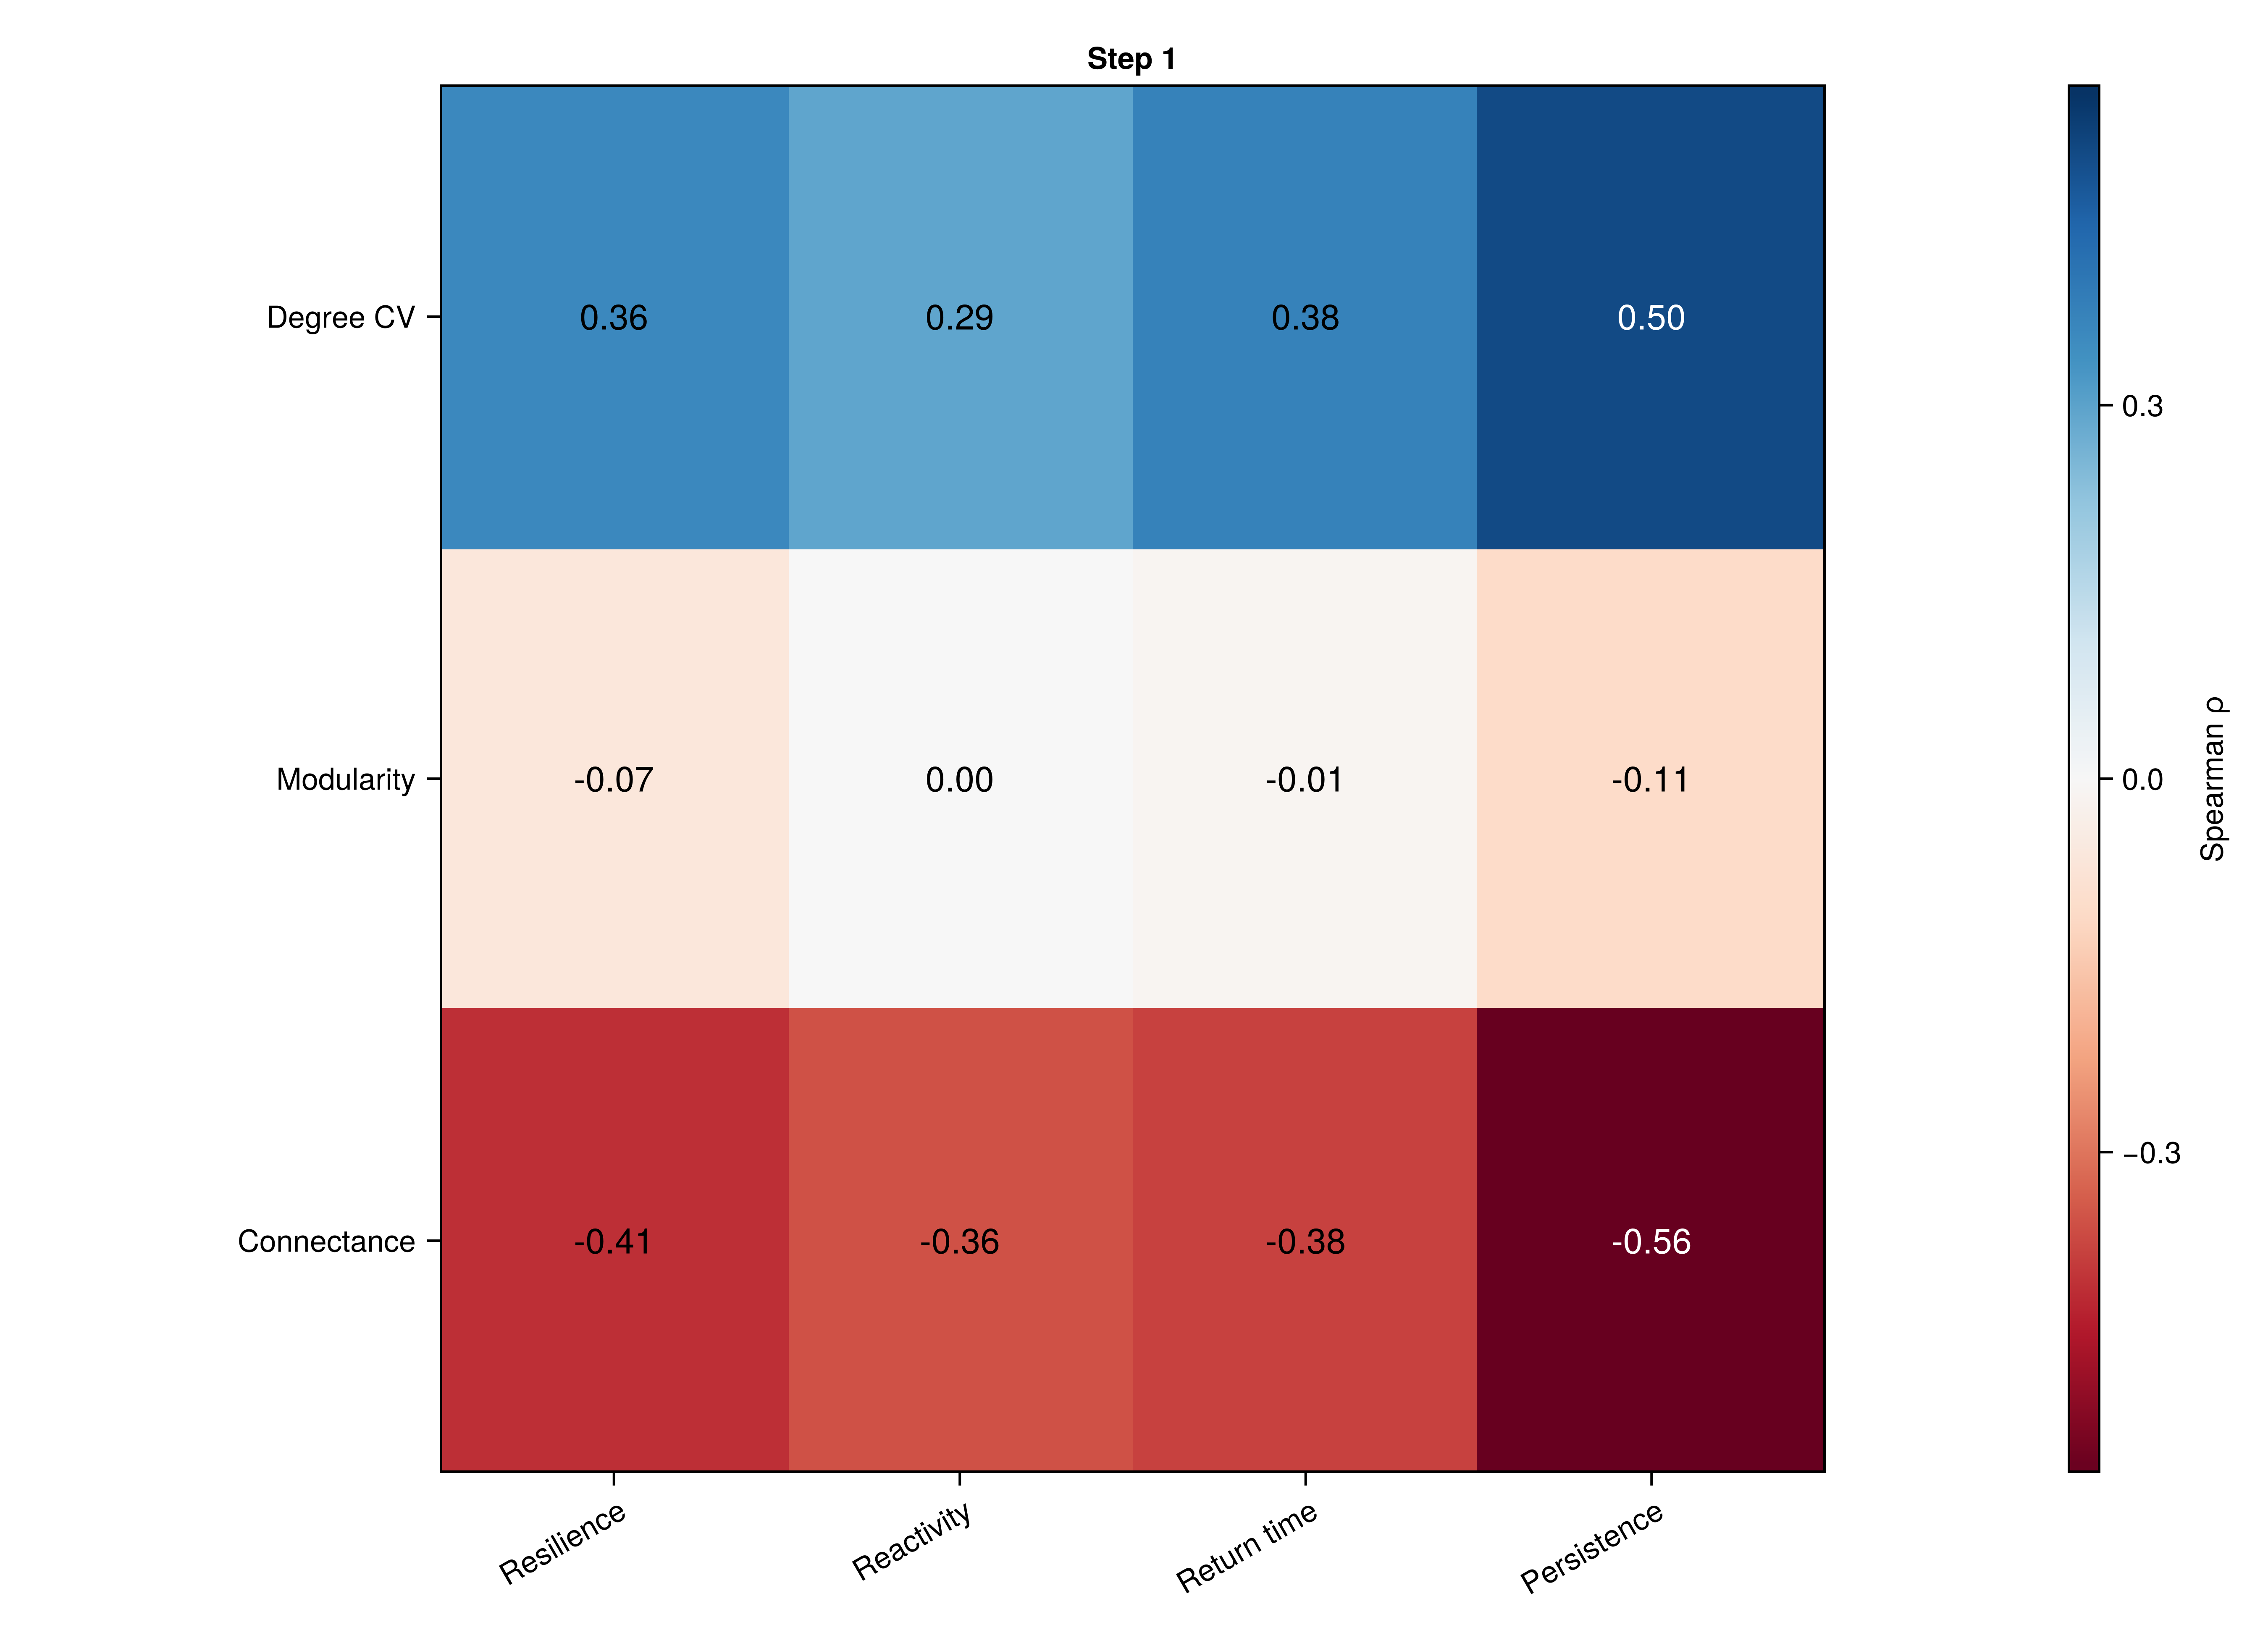 Step 1
Degree CV
0.36
0.29
0.38
0.50
Modularity
-0.07
0.00
-0.01
-0.11
Connectance
-0.41
-0.36
-0.38
-0.56
Resilience
Reactivity
Return time
Persistence
0.3
0.0
−0.3
Spearman ρ